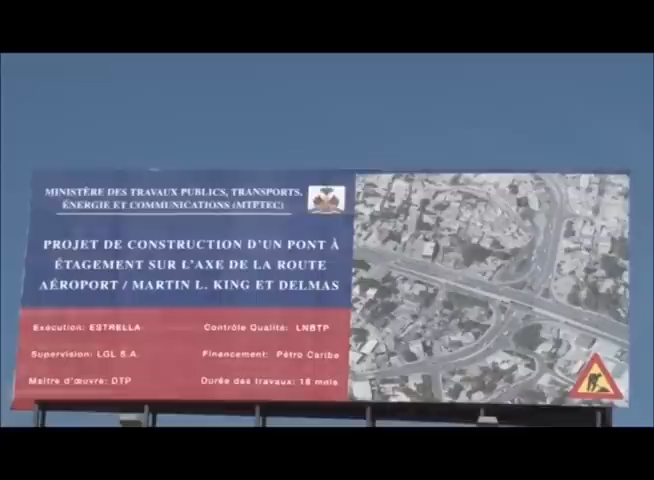 MINISTÈRE DES TRAVAUX PUBLICS, TRANSPORTS,
ÉNERGIE ET COMMUNICATIONS (MTPTEC)
PROJET DE CONSTRUCTION D'UN PONT À
ÉTAGEMENT SUR L'AXE DE LA ROUTE
AÉROPORT / MARTIN L. KING ET DELMAS
Exécution: ESTRELLA
Contrôle Qualité: LNBTP
Supervision: LGL S.A.
Financement: Pétro Caribe
Maître d'œuvre: DTP
Durée des travaux: 18 mois